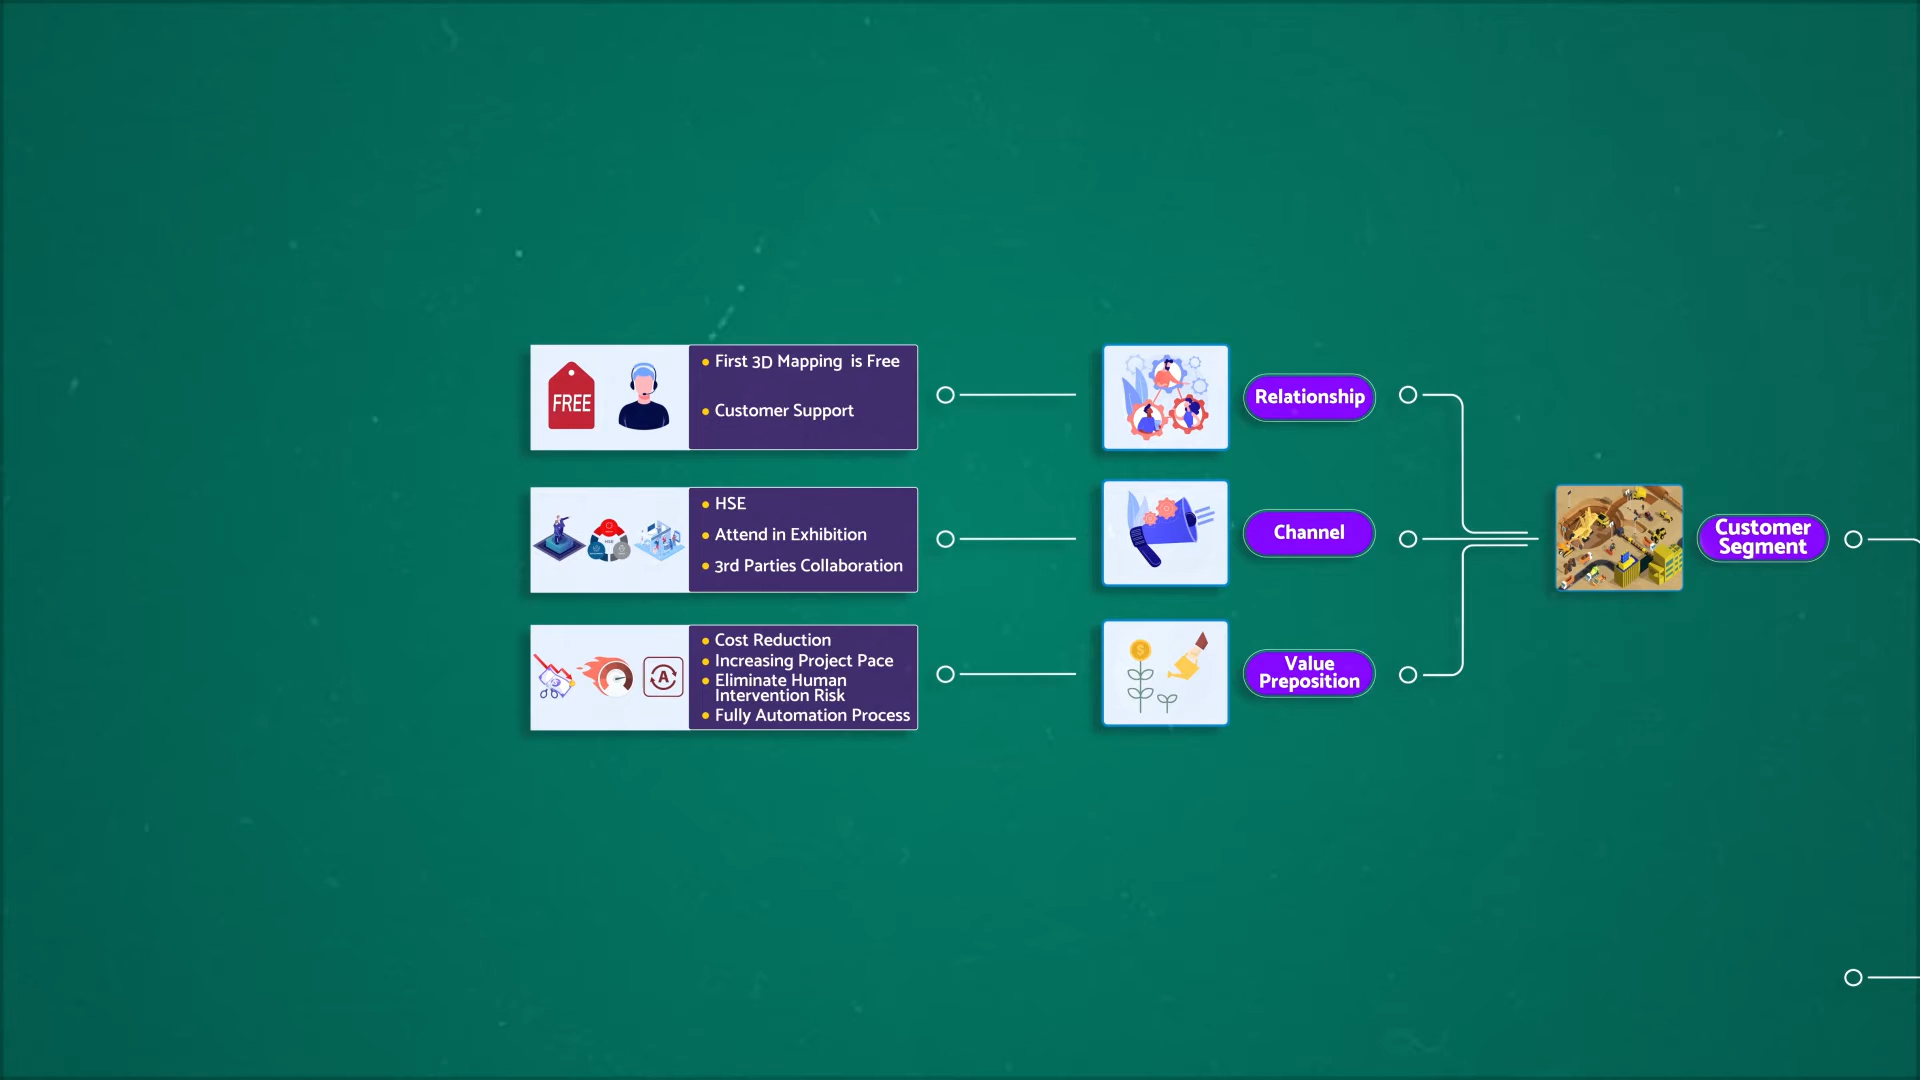 FREE
First 3D Mapping is Free
Customer Support
Relationship
HSE
HSE
Attend in Exhibition
3rd Parties Collaboration
Channel
Customer
Segment
$
A
Cost Reduction
Increasing Project Pace
Eliminate Human
Intervention Risk
Fully Automation Process
Value
Preposition